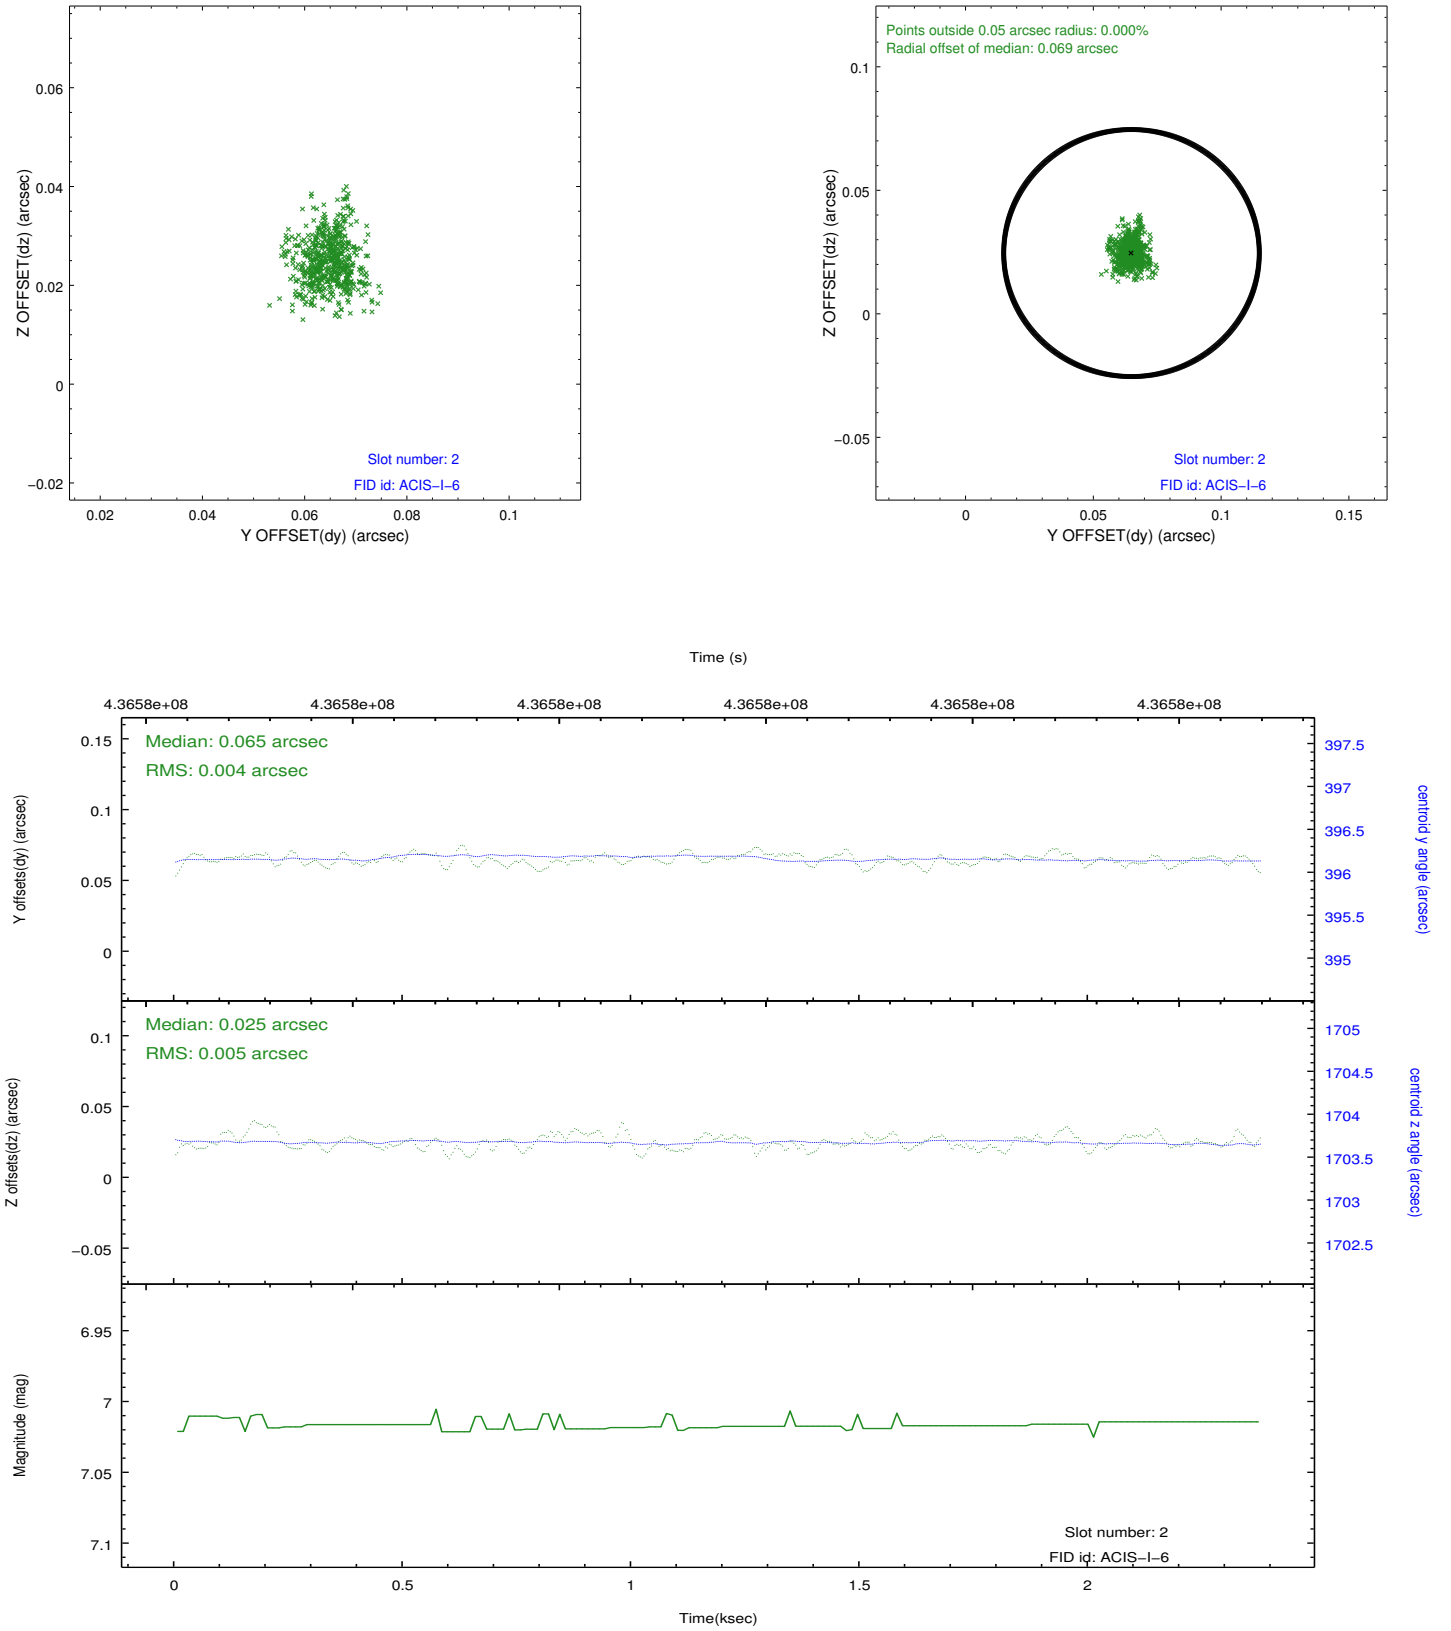 0.06
0.04
0.02
0
−0.02
Z OFFSET(dz) (arcsec)
Slot number: 2
FID id: ACIS−I−6
0.02 0.04 0.06 0.08 0.1
Y OFFSET(dy) (arcsec)
Points outside 0.05 arcsec radius: 0.000%
Radial offset of median: 0.069 arcsec
0.1
0.05
0
−0.05
Z OFFSET(dz) (arcsec)
Slot number: 2
FID id: ACIS−I−6
0 0.05 0.1 0.15
Y OFFSET(dy) (arcsec)
Time (s)
4.3658e+08 4.3658e+08 4.3658e+08 4.3658e+08 4.3658e+08 4.3658e+08
Median: 0.065 arcsec
RMS: 0.004 arcsec
0.15
0.1
0.05
0
Y offsets(dy) (arcsec)
397.5
397
396.5
396
395.5
395
centroid y angle (arcsec)
Median: 0.025 arcsec
RMS: 0.005 arcsec
0.1
0.05
0
−0.05
Z offsets(dz) (arcsec)
1705
1704.5
1704
1703.5
1703
1702.5
centroid z angle (arcsec)
6.95
7
7.05
7.1
Magnitude (mag)
Slot number: 2
FID id: ACIS−I−6
0 0.5 1 1.5 2
Time(ksec)